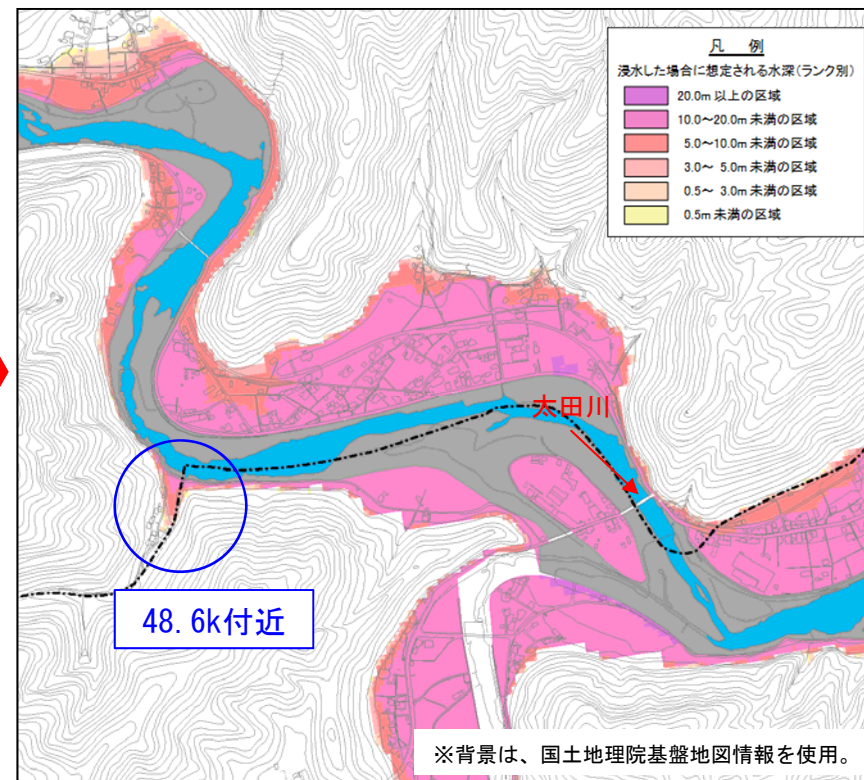 凡 例
浸水した場合に想定される水深(ランク別)
20.0m 以上の区域
10.0～20.0m 未満の区域
5.0～10.0m 未満の区域
3.0～ 5.0m 未満の区域
0.5～ 3.0m 未満の区域
0.5m 未満の区域
太田川
48.6k付近
※背景は、国土地理院基盤地図情報を使用。